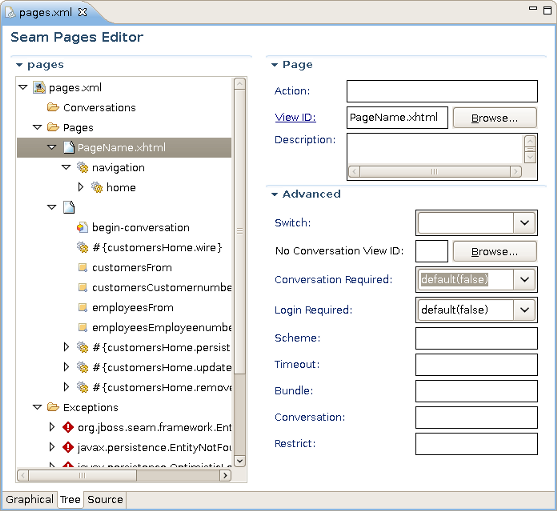 pages.xml
Seam Pages Editor
pages
pages.xml
Conversations
Pages
PageName.xhtml
navigation
home
begin-conversation
#{customersHome.wire}
customersFrom
customersCustomernumbe
employeesFrom
employeesEmployeenumbe
#{customersHome.persist
#{customersHome.update
#{customersHome.remove
Exceptions
org.jboss.seam.framework.Ent
javax.persistence.EntityNotFou
javax.persistence.OptimisticLo
Page
Action:
View ID: PageName.xhtml Browse...
Description:
Advanced
Switch:
No Conversation View ID: Browse...
Conversation Required: default(false)
Login Required: default(false)
Scheme:
Timeout:
Bundle:
Conversation:
Restrict:
Graphical Tree Source